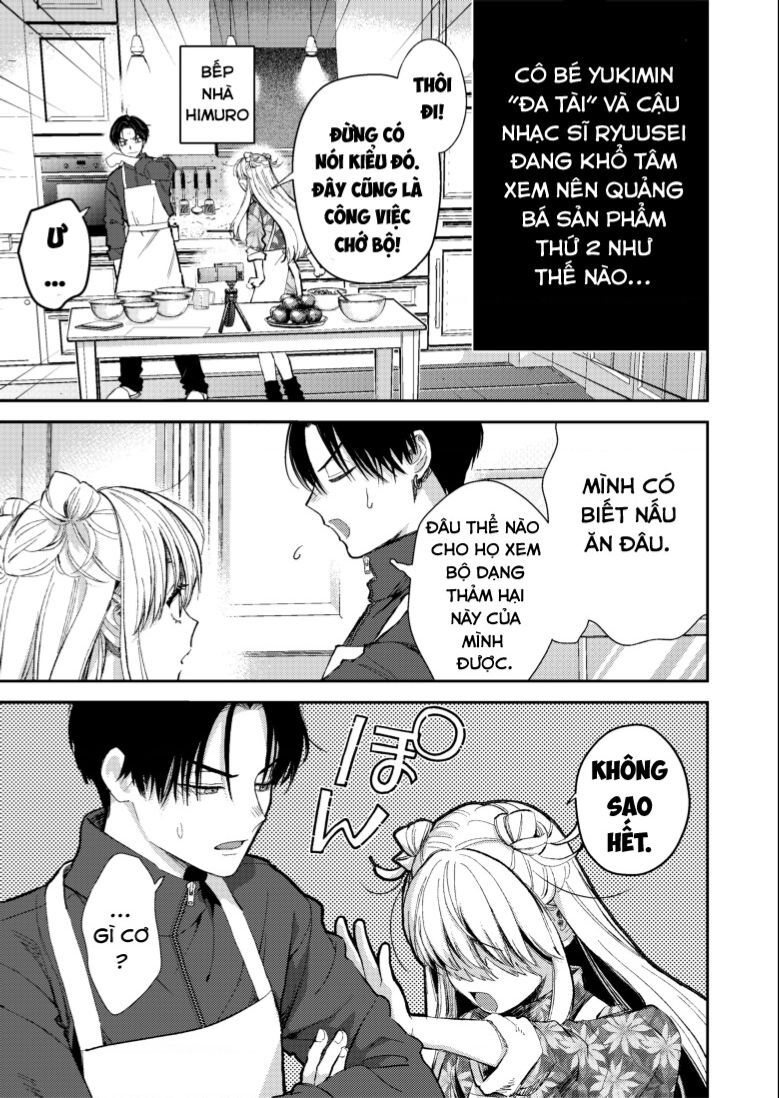 CÔ BÉ YUKIMIN
"ĐA TÀI" VÀ CẬU
NHẠC SĨ RYUUSEI
ĐANG KHỔ TÂM
XEM NÊN QUẢNG
BÁ SẢN PHẨM
THỨ 2 NHƯ
THẾ NÀO...
BẾP
NHÀ
HIMURO
THÔI
ĐI!
ĐỪNG CÓ
NÓI KIỂU ĐÓ.
ĐÂY CŨNG LÀ
CÔNG VIỆC
CHỚ BỘ!
Ư
...
MÌNH CÓ
BIẾT NẤU
ĂN ĐÂU.
ĐÂU THỂ NÀO
CHO HỌ XEM
BỘ DẠNG
THẢM HẠI
NÀY CỦA
MÌNH
ĐƯỢC.
KHÔNG
SAO
HẾT.
ぽん
...
GÌ CƠ
?